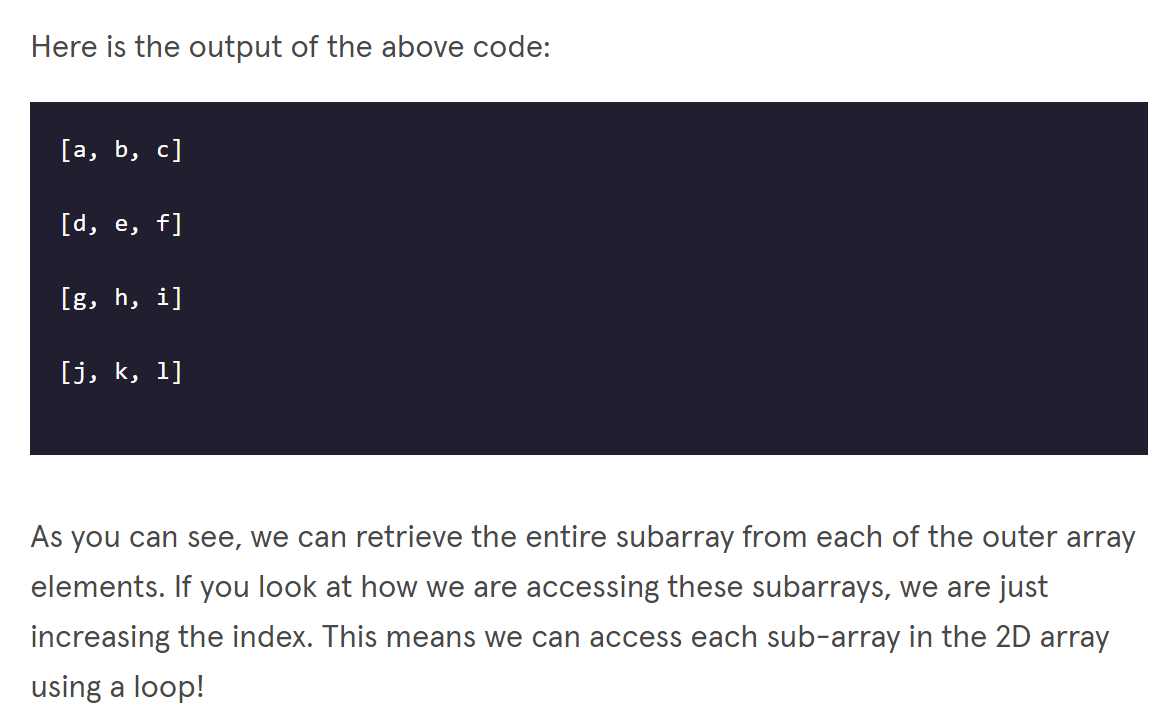 Here is the output of the above code:
[a, b, c]
[d, e, f]
[g, h, i]
[j, k, l]
As you can see, we can retrieve the entire subarray from each of the outer array
elements. If you look at how we are accessing these subarrays, we are just
increasing the index. This means we can access each sub-array in the 2D array
using a loop!